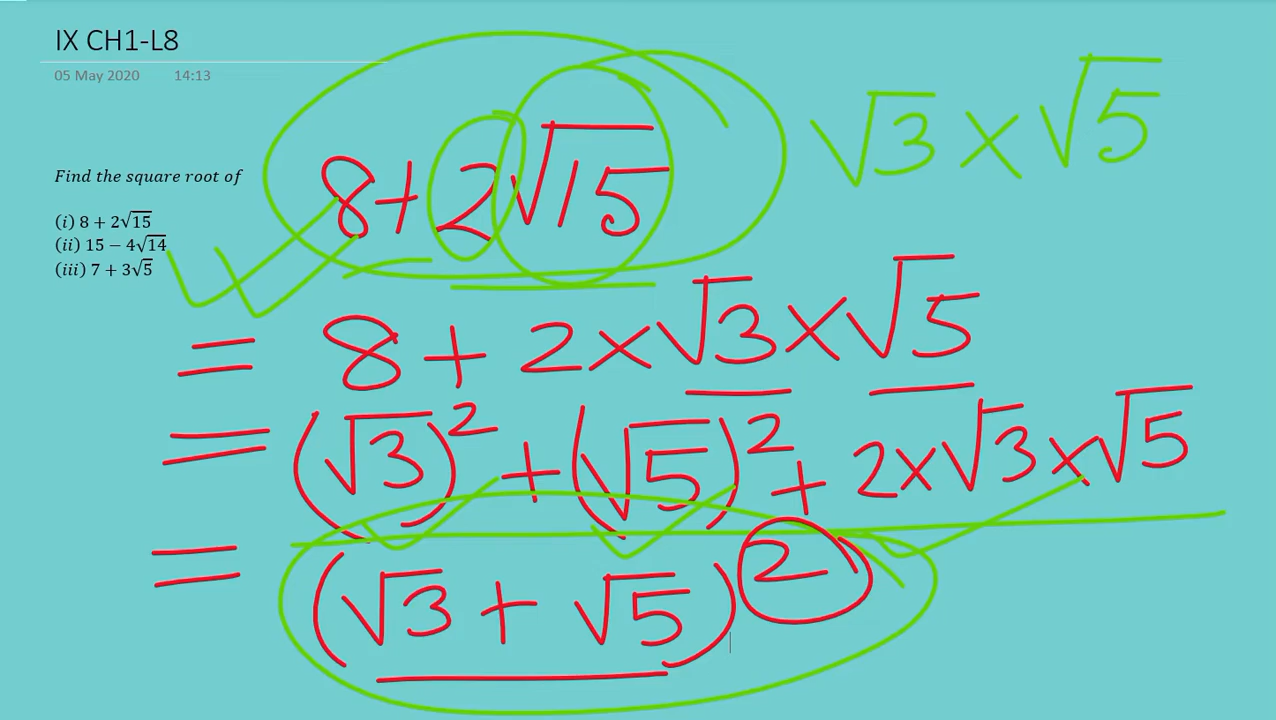 IX CH1-L8
05 May 2020 14:13
Find the square root of
(i) 8 + 2√15
(ii) 15 − 4√14
(iii) 7 + 3√5
8+2√15
√3 × √5
= 8 + 2×√3×√5
= (√3)² + (√5)² + 2×√3×√5
= (√3 + √5)²